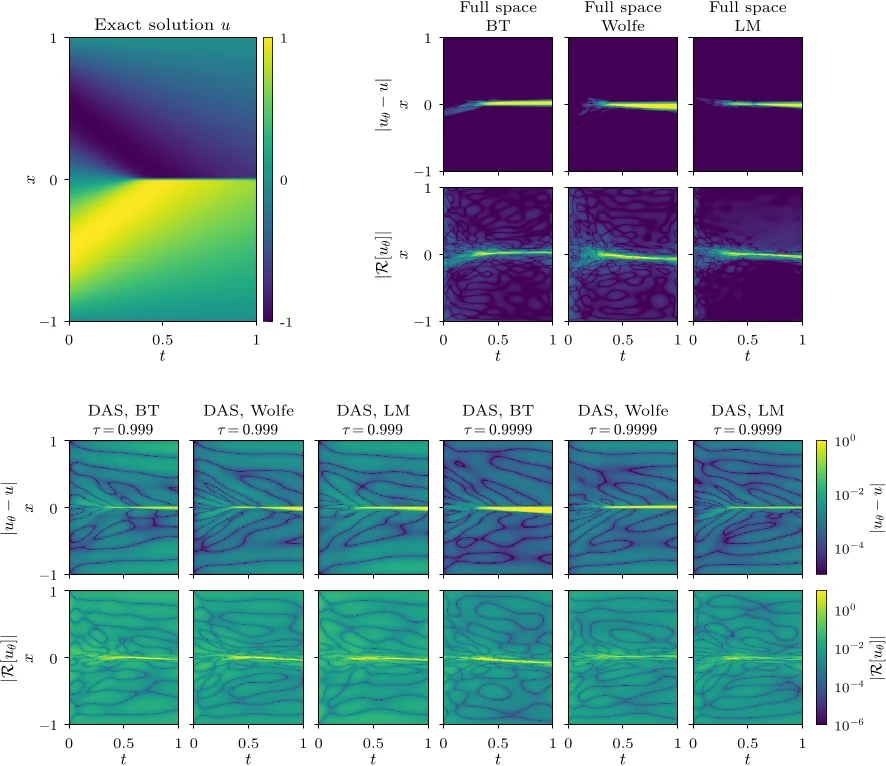 Exact solution u
1
0
−1
x
0
0.5
1
t
1
0
-1
Full space
BT
Full space
Wolfe
Full space
LM
|u_θ − u|
x
1
0
−1
|R[u_θ]|
x
1
0
−1
0 0.5 1 0 0.5 1 0 0.5 1
t t t
DAS, BT
τ = 0.999
DAS, Wolfe
τ = 0.999
DAS, LM
τ = 0.999
DAS, BT
τ = 0.9999
DAS, Wolfe
τ = 0.9999
DAS, LM
τ = 0.9999
|u_θ − u|
x
1
0
−1
10^0
10^−2
10^−4
|u_θ − u|
|R[u_θ]|
x
1
0
−1
10^0
10^−2
10^−4
10^−6
|R[u_θ]|
0 0.5 1 0 0.5 1 0 0.5 1 0 0.5 1 0 0.5 1 0 0.5 1
t t t t t t